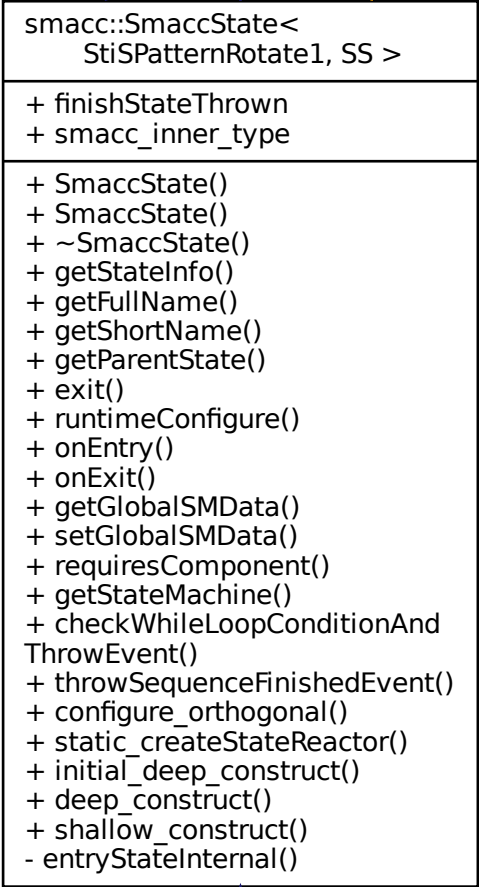 smacc::SmaccState<
StiSPatternRotate1, SS >
+ finishStateThrown
+ smacc_inner_type
+ SmaccState()
+ SmaccState()
+ ~SmaccState()
+ getStateInfo()
+ getFullName()
+ getShortName()
+ getParentState()
+ exit()
+ runtimeConfigure()
+ onEntry()
+ onExit()
+ getGlobalSMData()
+ setGlobalSMData()
+ requiresComponent()
+ getStateMachine()
+ checkWhileLoopConditionAnd
ThrowEvent()
+ throwSequenceFinishedEvent()
+ configure_orthogonal()
+ static_createStateReactor()
+ initial_deep_construct()
+ deep_construct()
+ shallow_construct()
- entryStateInternal()